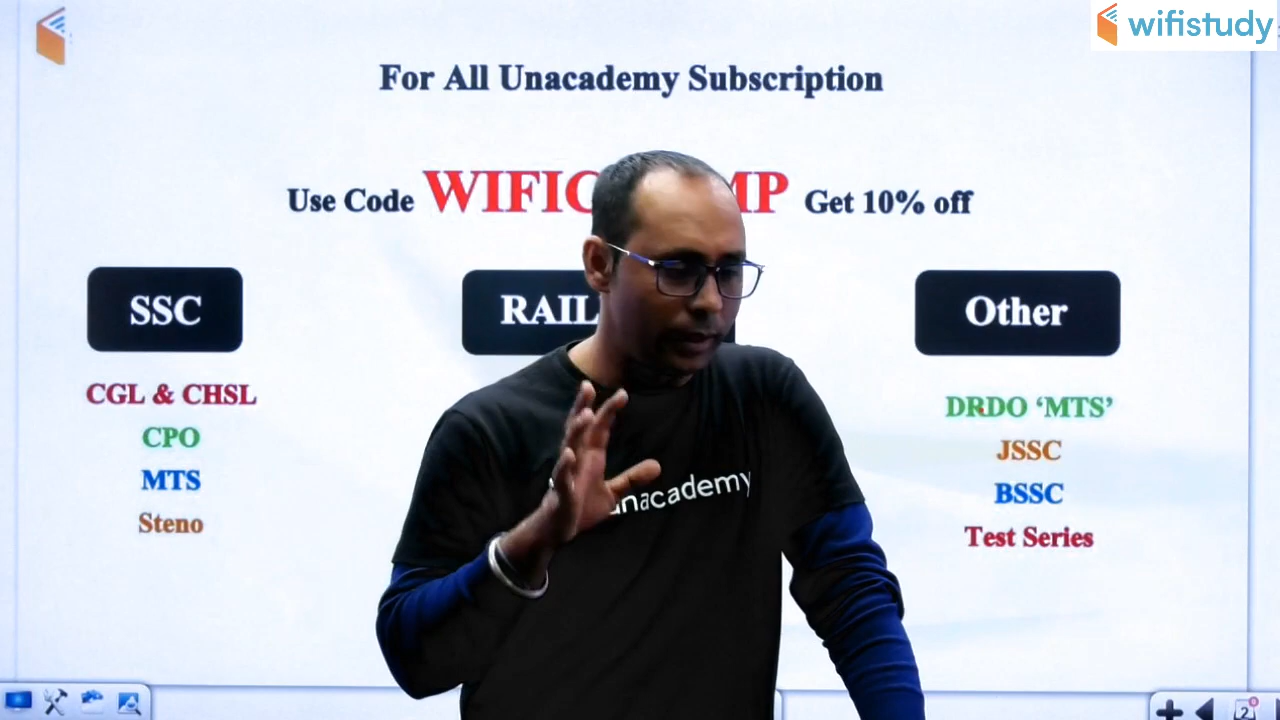 wifistudy
For All Unacademy Subscription
Use Code Get 10% off
SSC
Other
CGL & CHSL
CPO
MTS
Steno
DRDO ‘MTS’
JSSC
BSSC
Test Series
unacademy
2